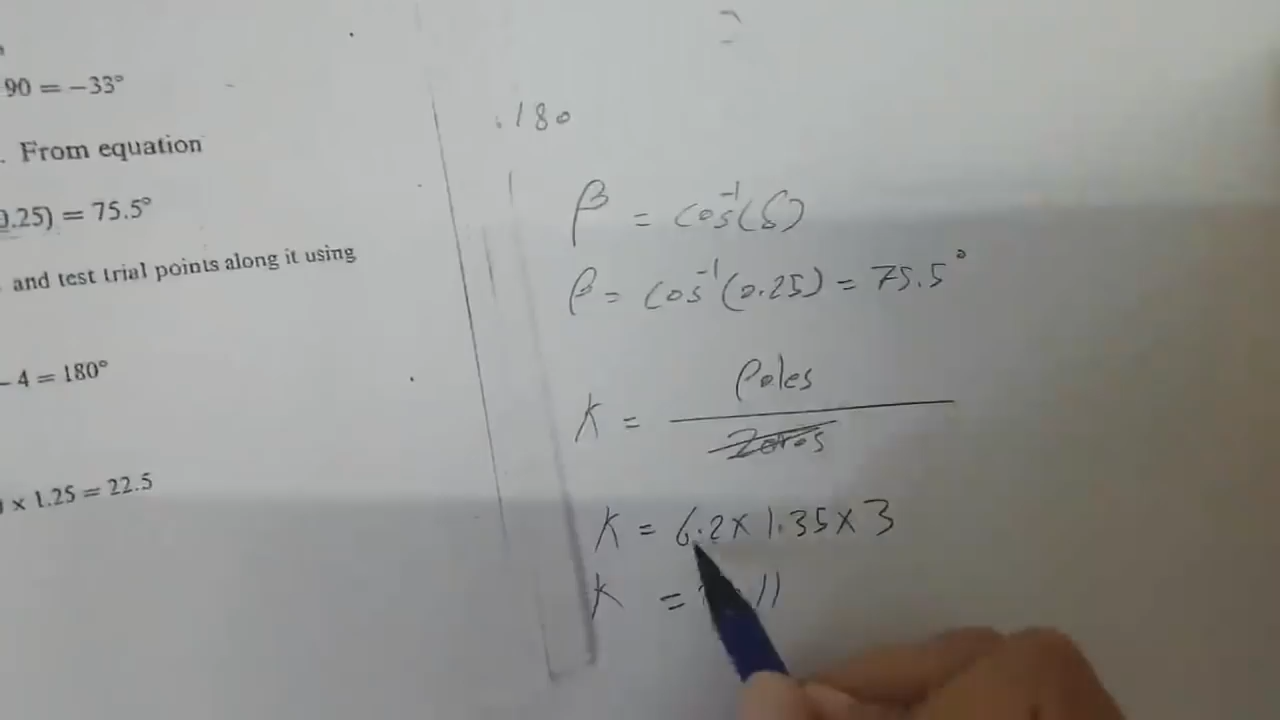 90 = −33°
. From equation
0.25) = 75.5°
and test trial points along it using
− 4 = 180°
× 1.25 = 22.5
.180
β = cos⁻¹(δ)
β = cos⁻¹(0.25) = 75.5°
Poles
K =
Zeros
K = 6.2 × 1.35 × 3
K =
11